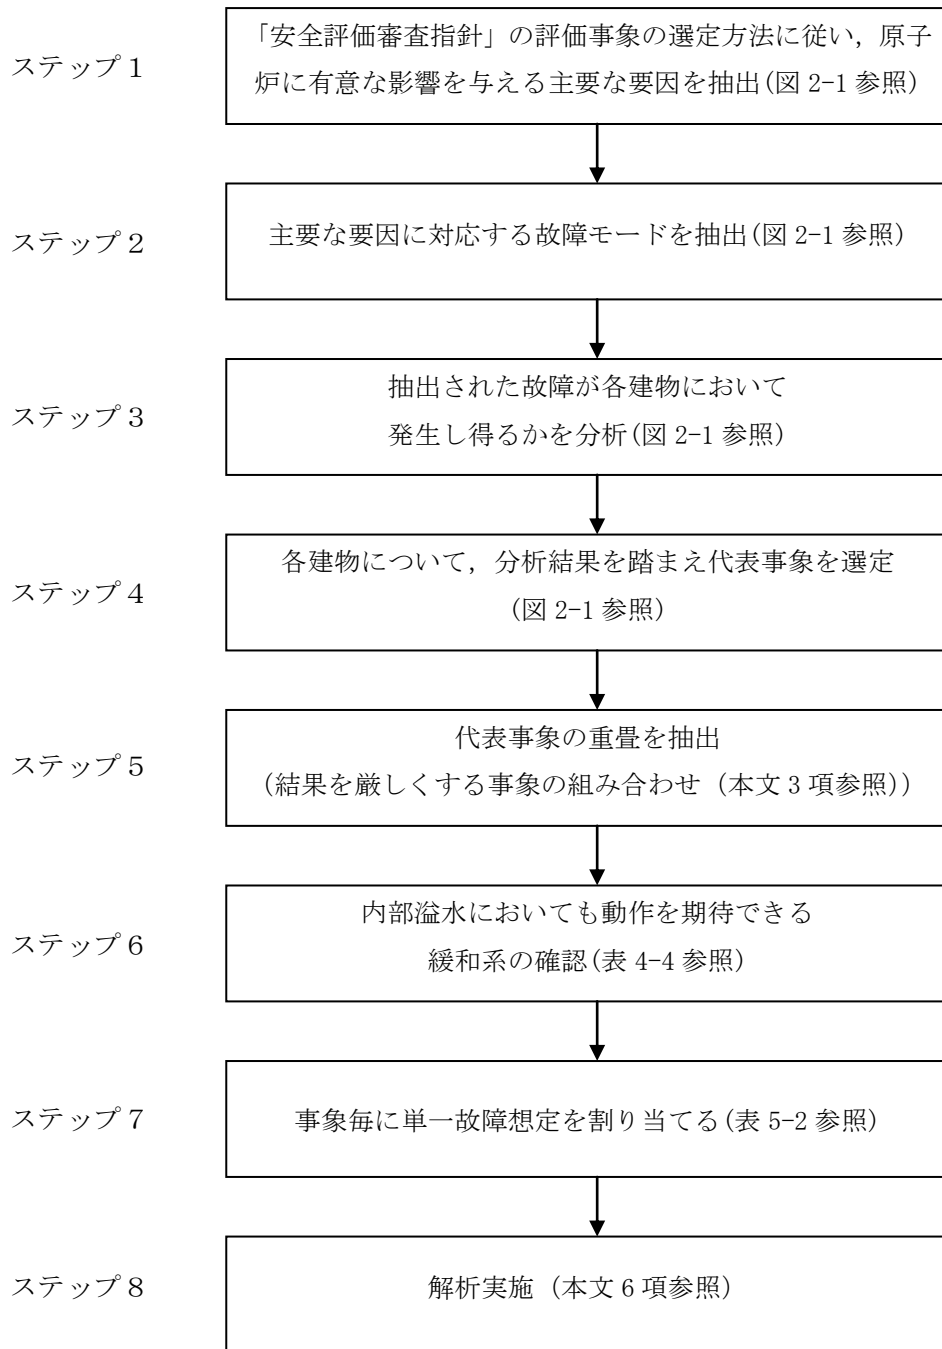 ステップ1
「安全評価審査指針」の評価事象の選定方法に従い,原子
炉に有意な影響を与える主要な要因を抽出(図 2-1 参照)
ステップ2
主要な要因に対応する故障モードを抽出(図 2-1 参照)
ステップ3
抽出された故障が各建物において
発生し得るかを分析(図 2-1 参照)
ステップ4
各建物について,分析結果を踏まえ代表事象を選定
(図 2-1 参照)
ステップ5
代表事象の重畳を抽出
(結果を厳しくする事象の組み合わせ(本文3項参照))
ステップ6
内部溢水においても動作を期待できる
緩和系の確認(表 4-4 参照)
ステップ7
事象毎に単一故障想定を割り当てる(表 5-2 参照)
ステップ8
解析実施(本文6項参照)